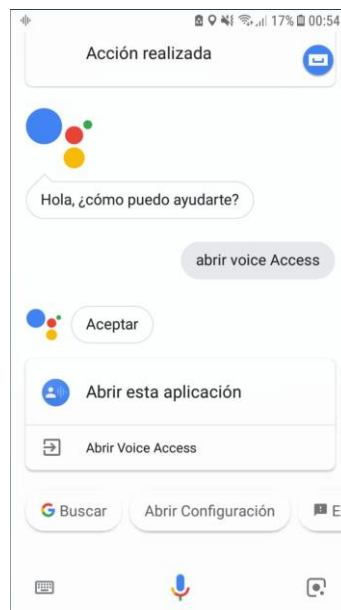 17% 00:54
Acción realizada
Hola, ¿cómo puedo ayudarte?
abrir voice Access
Aceptar
Abrir esta aplicación
Abrir Voice Access
Buscar
Abrir Configuración
E